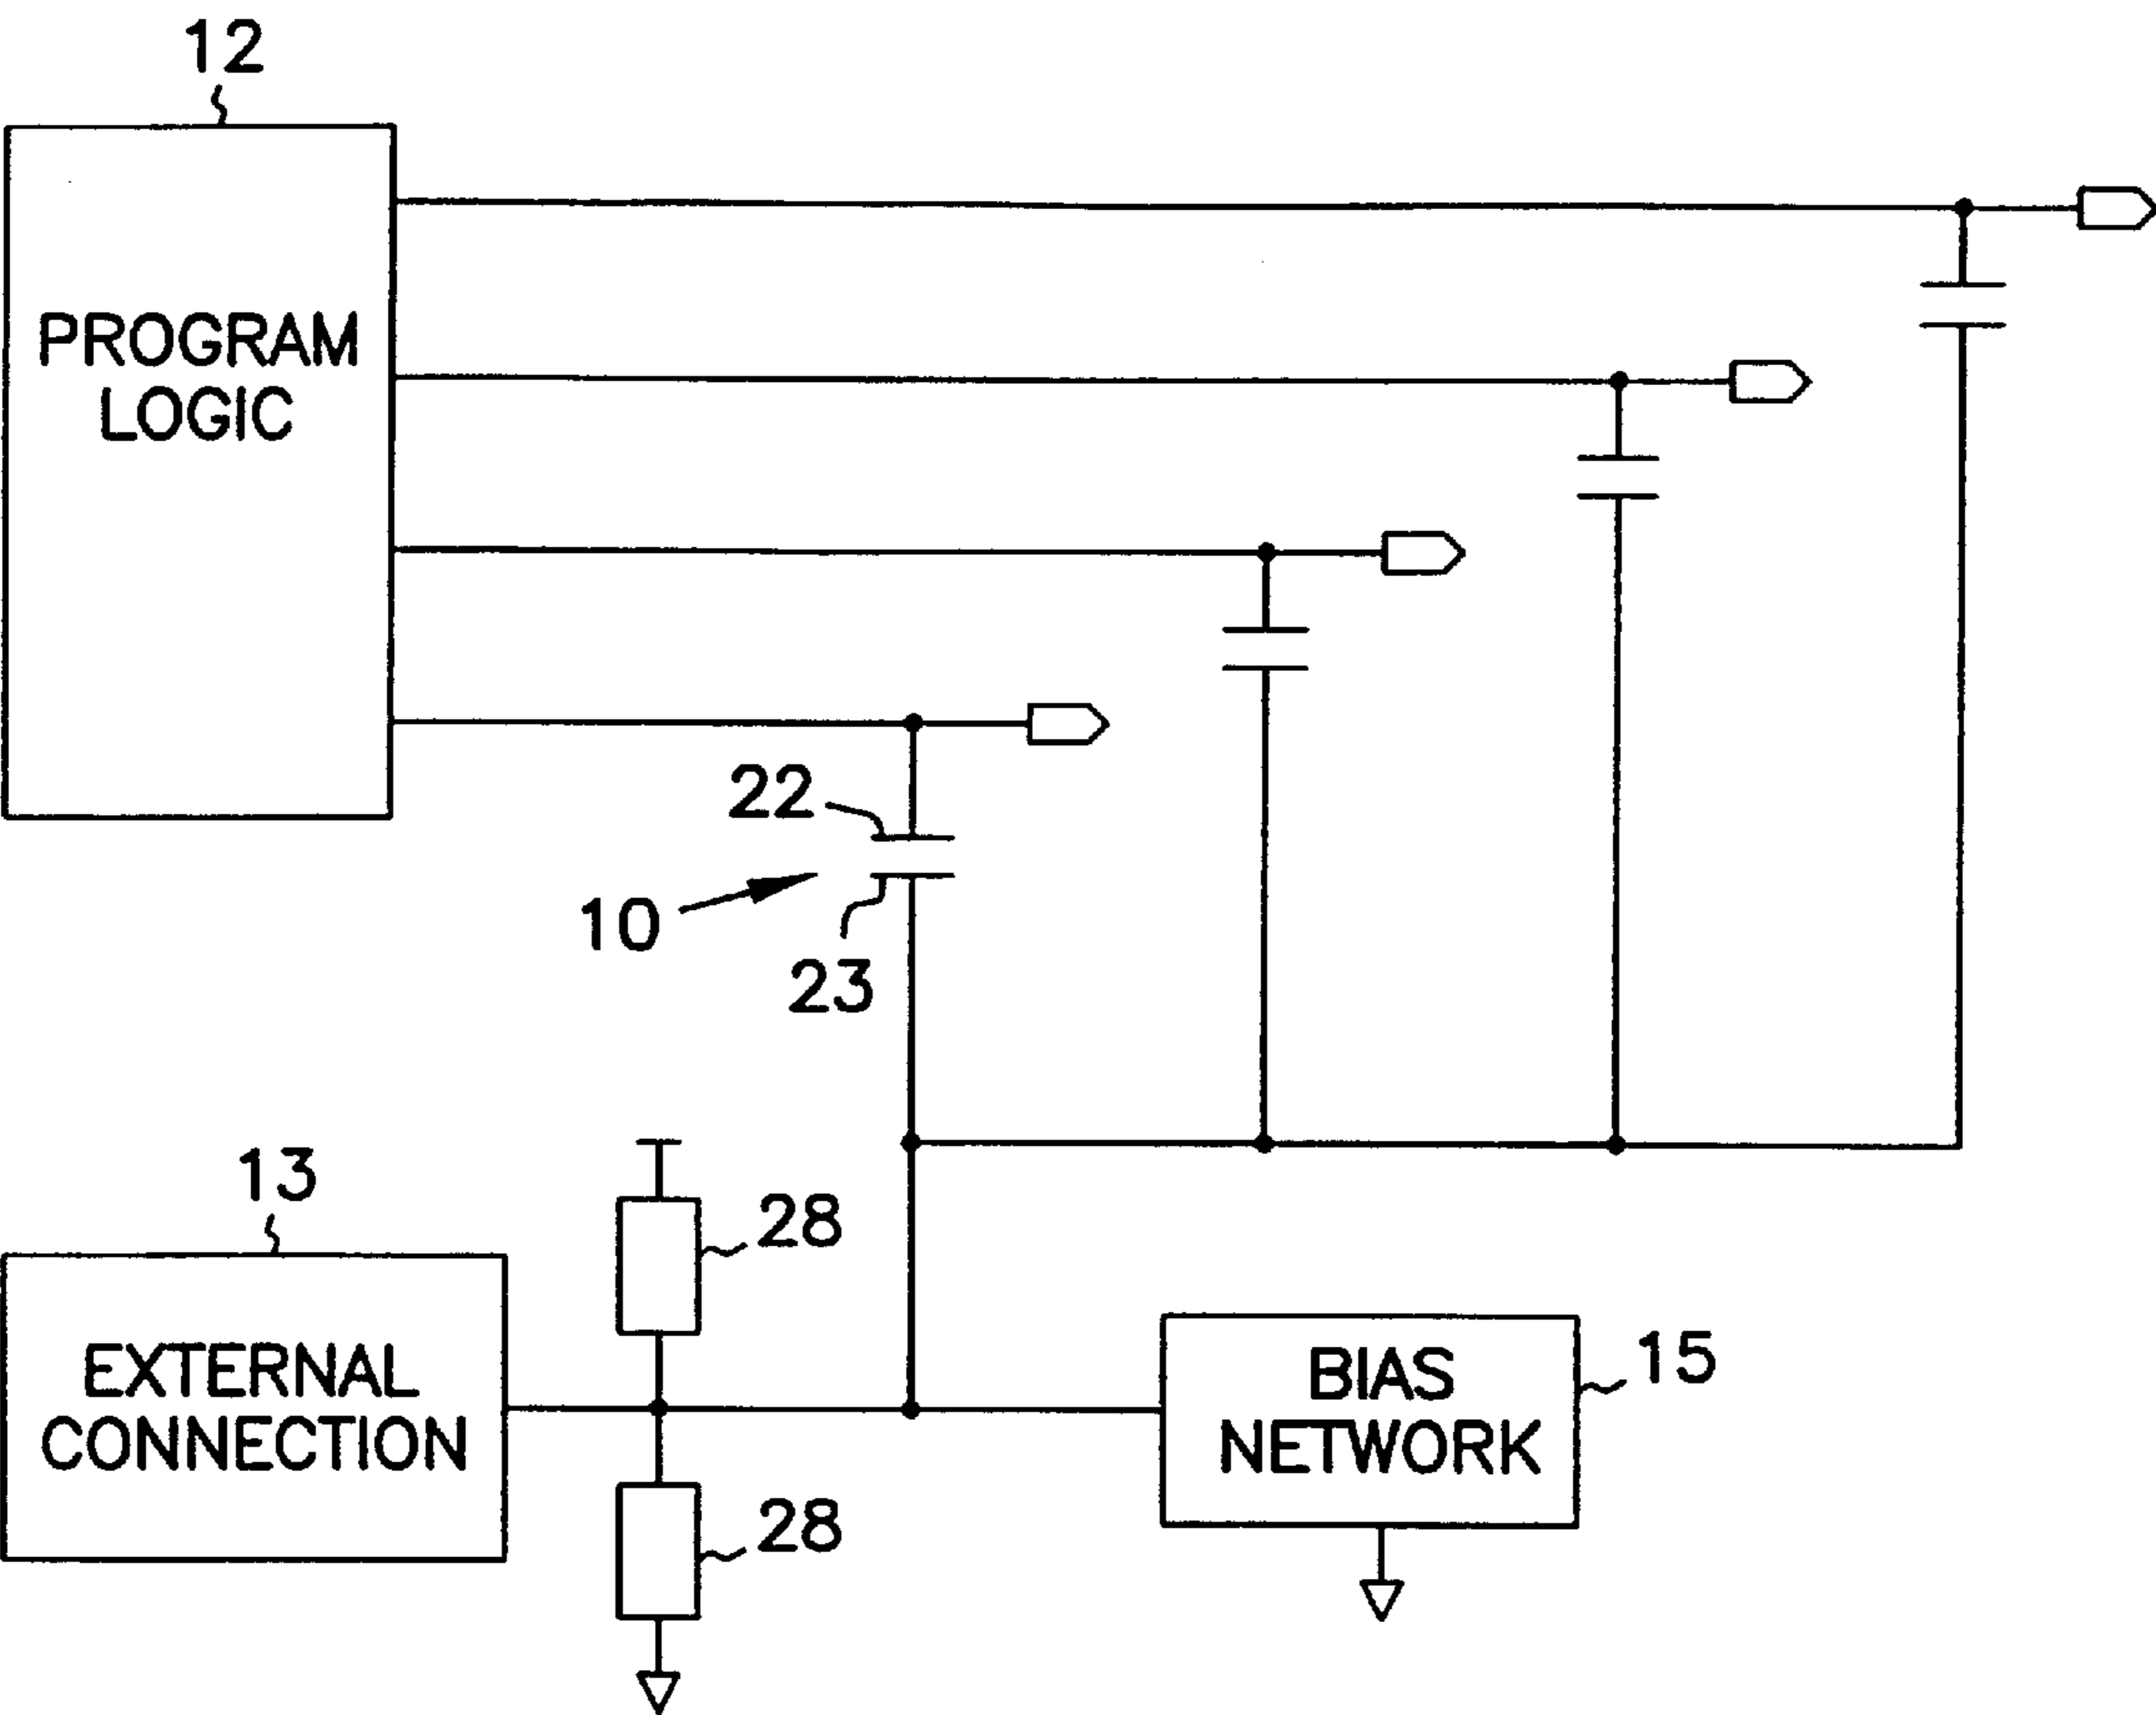 12
PROGRAM
LOGIC
22
10
23
13
28
EXTERNAL
CONNECTION
BIAS
NETWORK
15
28